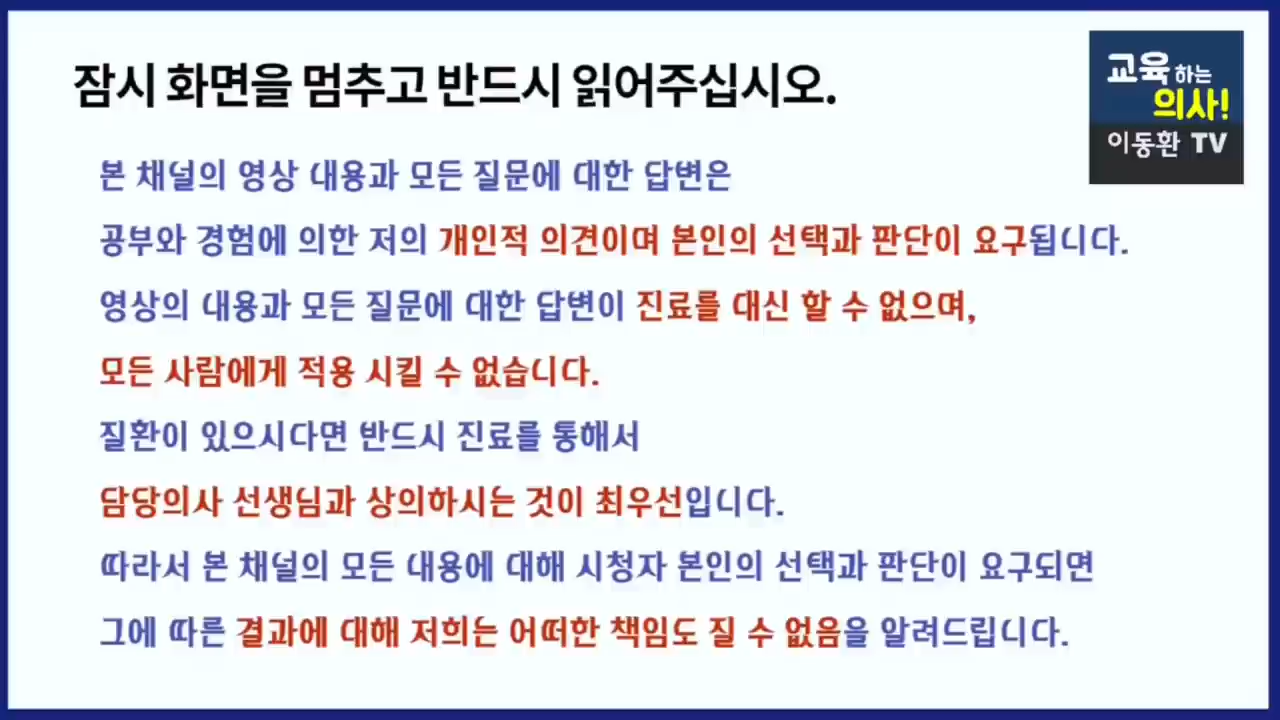 잠시 화면을 멈추고 반드시 읽어주십시오.
교육하는
의사!
이동환 TV
본 채널의 영상 내용과 모든 질문에 대한 답변은
공부와 경험에 의한 저의 개인적 의견이며 본인의 선택과 판단이 요구됩니다.
영상의 내용과 모든 질문에 대한 답변이 진료를 대신 할 수 없으며,
모든 사람에게 적용 시킬 수 없습니다.
질환이 있으시다면 반드시 진료를 통해서
담당의사 선생님과 상의하시는 것이 최우선입니다.
따라서 본 채널의 모든 내용에 대해 시청자 본인의 선택과 판단이 요구되면
그에 따른 결과에 대해 저희는 어떠한 책임도 질 수 없음을 알려드립니다.